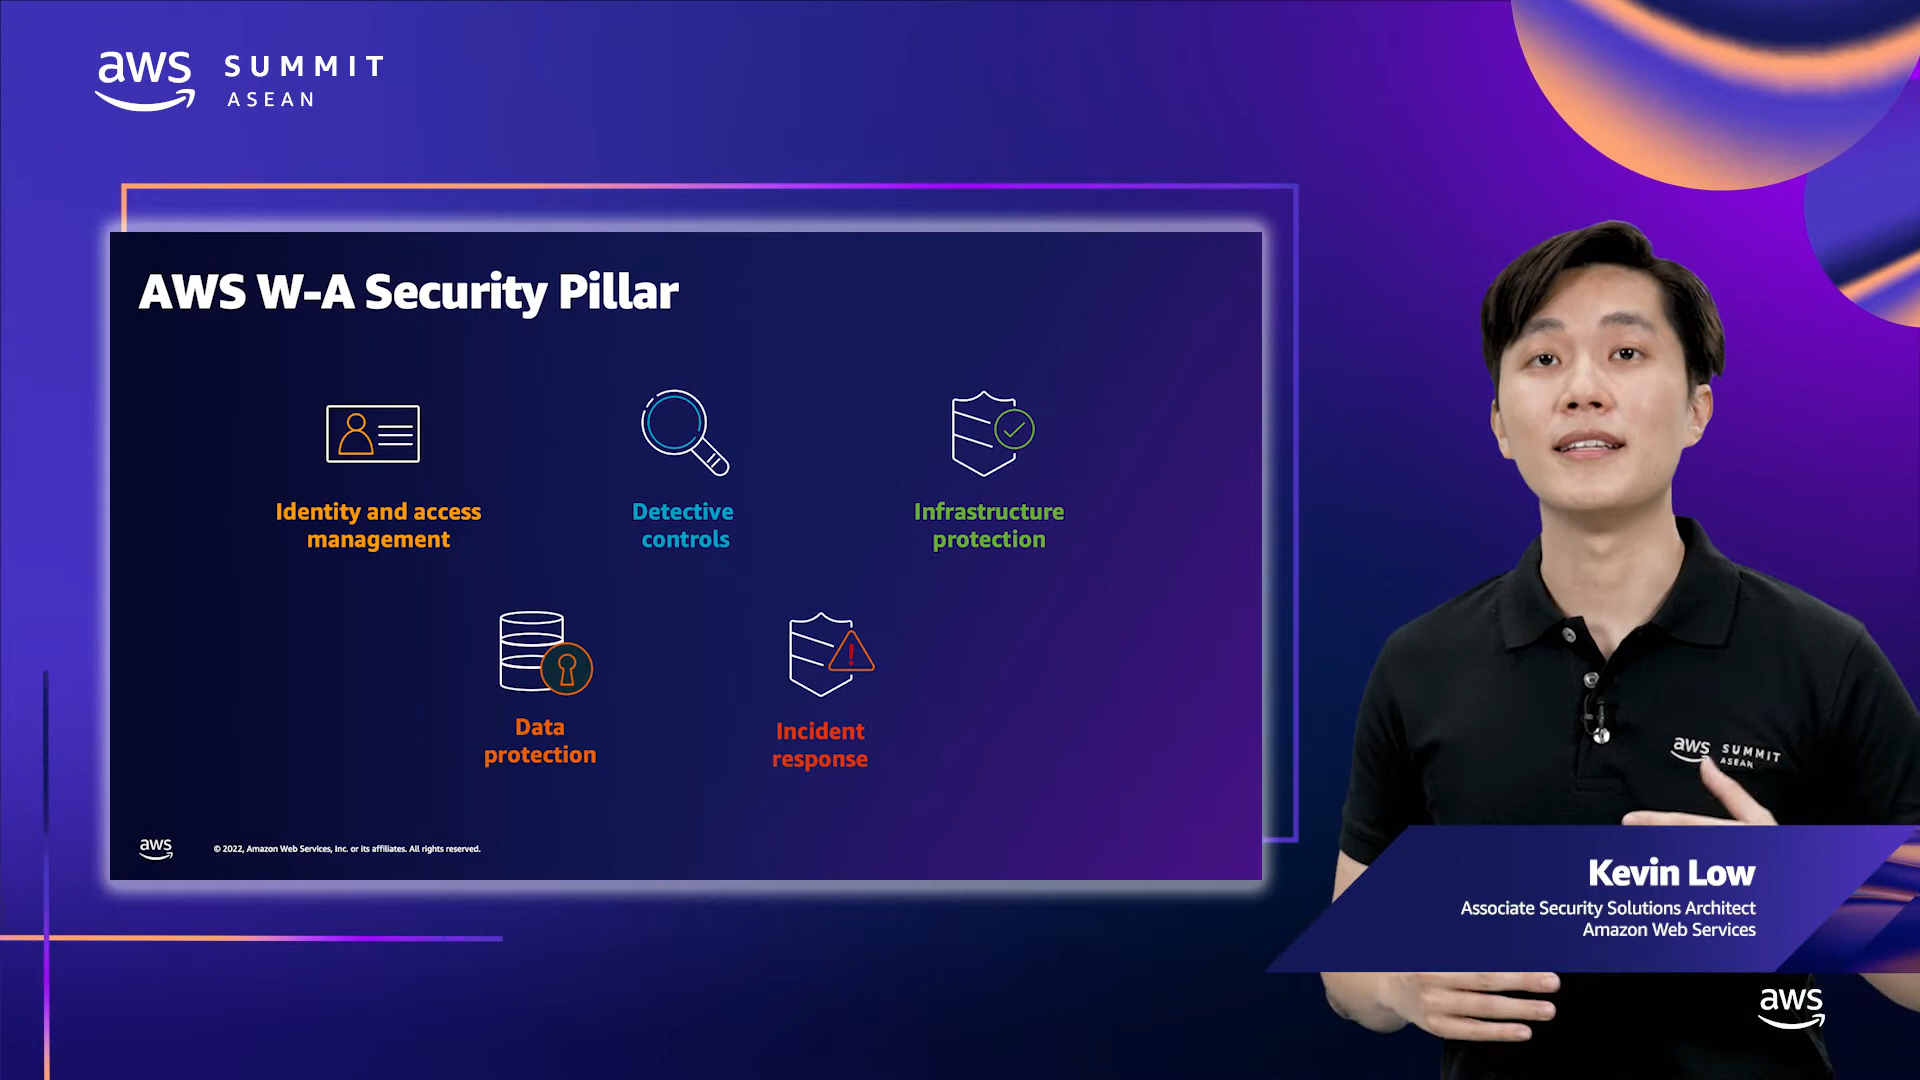 aws SUMMIT
ASEAN
AWS W-A Security Pillar
Identity and access
management
Detective
controls
Infrastructure
protection
Data
protection
Incident
response
aws
© 2022, Amazon Web Services, Inc. or its affiliates. All rights reserved.
aws SUMMIT
ASEAN
Kevin Low
Associate Security Solutions Architect
Amazon Web Services
aws